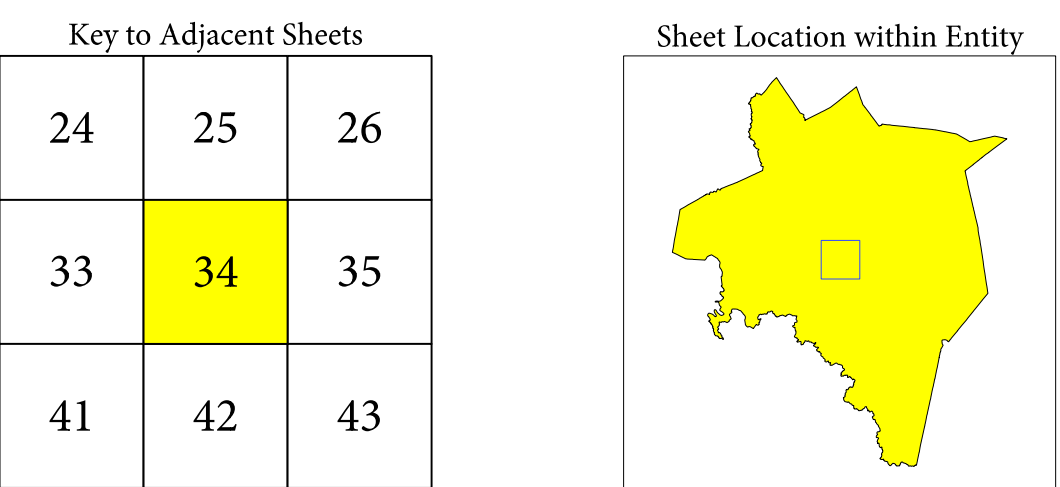 Key to Adjacent Sheets
24 25 26
33 34 35
41 42 43
Sheet Location within Entity